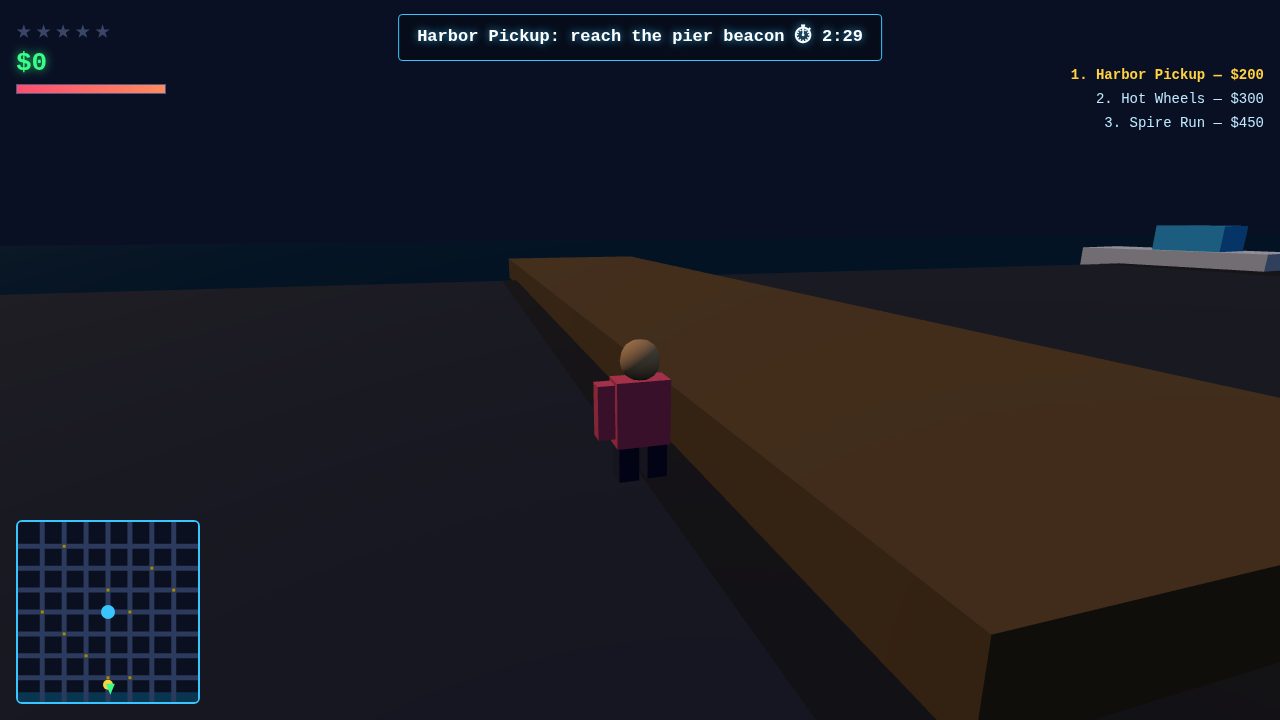 ★★★★★
$0
Harbor Pickup: reach the pier beacon ⏱ 2:29
1. Harbor Pickup — $200
2. Hot Wheels — $300
3. Spire Run — $450